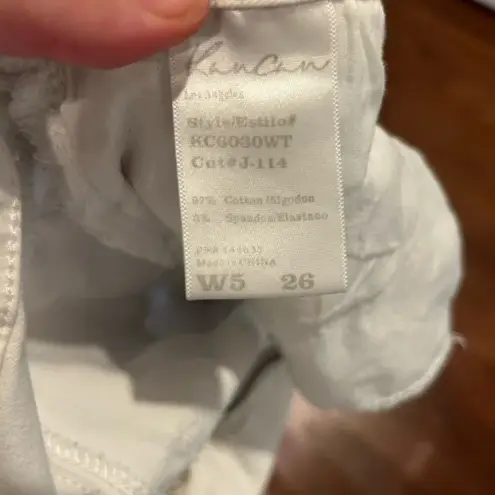 KanCan
Los Angeles
Style/Estilo#
KC6030WT
Cut#J-114
97% Cotton/Algodon
3% Spandex/Elastano
Made in CHINA
W5 26